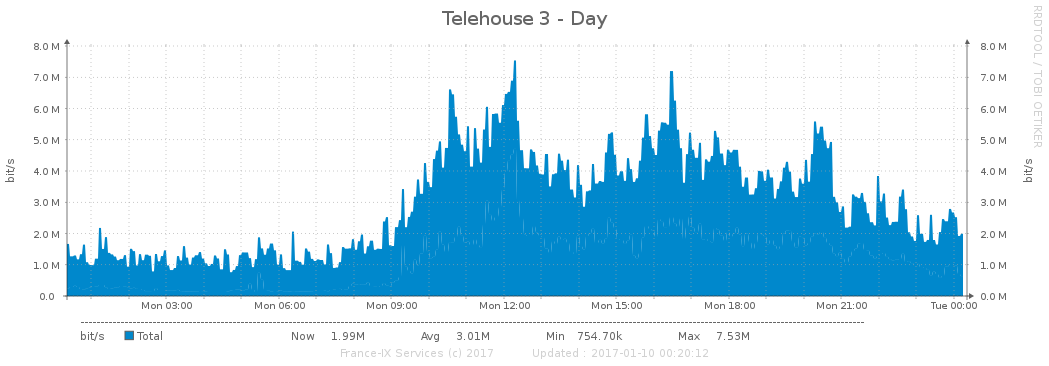 Telehouse 3 - Day
RRDTOOL / TOBI OETIKER
bit/s
8.0 M 8.0 M
7.0 M 7.0 M
6.0 M 6.0 M
5.0 M 5.0 M
4.0 M 4.0 M
3.0 M 3.0 M
2.0 M 2.0 M
1.0 M 1.0 M
0.0 0.0 M
bit/s
Mon 03:00 Mon 06:00 Mon 09:00 Mon 12:00 Mon 15:00 Mon 18:00 Mon 21:00 Tue 00:00
bit/s Total Now 1.99M Avg 3.01M Min 754.70k Max 7.53M
France-IX Services (c) 2017 Updated : 2017-01-10 00:20:12